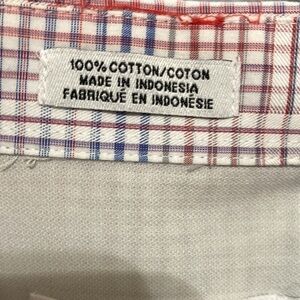 100% COTTON/COTON
MADE IN INDONESIA
FABRIQUÉ EN INDONÉSIE